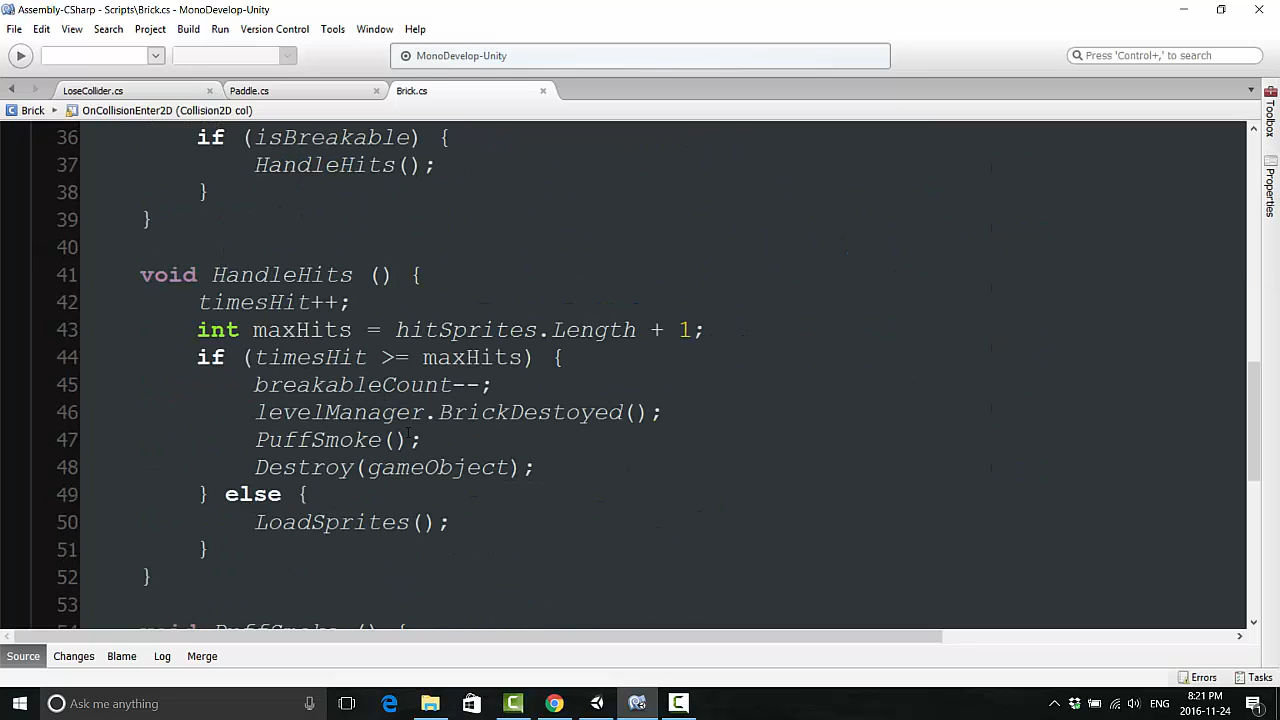 Assembly-CSharp - Scripts\Brick.cs - MonoDevelop-Unity
File Edit View Search Project Build Run Version Control Tools Window Help
MonoDevelop-Unity
Press 'Control+,' to search
LoseCollider.cs Paddle.cs Brick.cs
Brick OnCollisionEnter2D (Collision2D col)
Toolbox
Properties
36 if (isBreakable) {
37 HandleHits();
38 }
39 }
40
41 void HandleHits () {
42 timesHit++;
43 int maxHits = hitSprites.Length + 1;
44 if (timesHit >= maxHits) {
45 breakableCount--;
46 levelManager.BrickDestoyed();
47 PuffSmoke();
48 Destroy(gameObject);
49 } else {
50 LoadSprites();
51 }
52 }
53
54 void PuffSmoke () {
Source Changes Blame Log Merge
Errors Tasks
Ask me anything
ENG
8:21 PM
2016-11-24